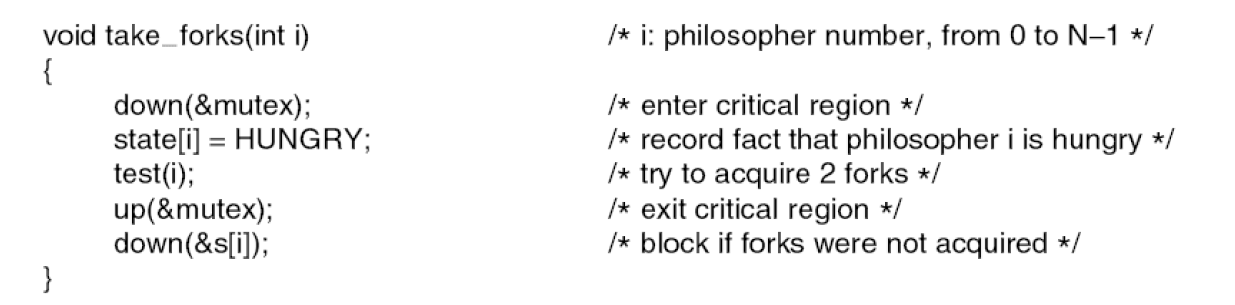 void take_forks(int i) /* i: philosopher number, from 0 to N–1 */
{
down(&mutex); /* enter critical region */
state[i] = HUNGRY; /* record fact that philosopher i is hungry */
test(i); /* try to acquire 2 forks */
up(&mutex); /* exit critical region */
down(&s[i]); /* block if forks were not acquired */
}